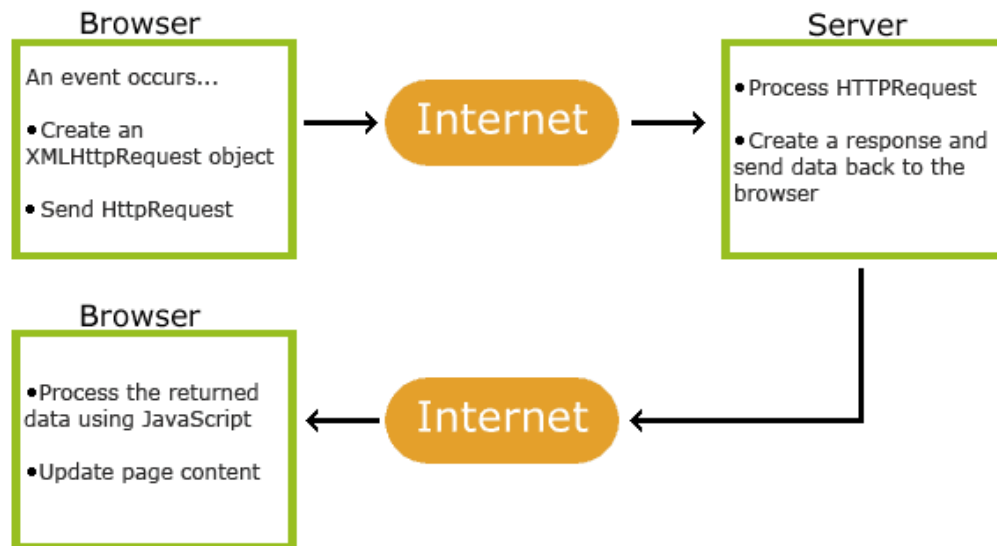 Browser
An event occurs...
•Create an
XMLHttpRequest object
• Send HttpRequest
Internet
Server
•Process HTTPRequest
•Create a response and
send data back to the
browser
Browser
•Process the returned
data using JavaScript
•Update page content
Internet